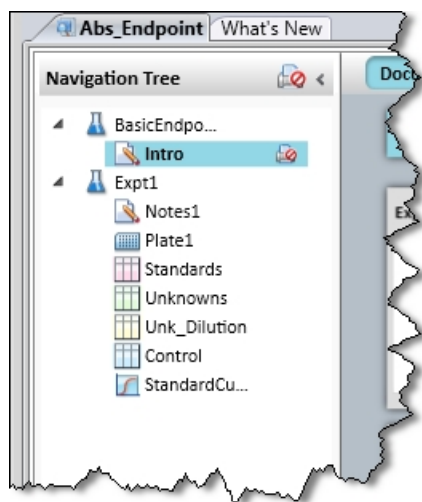 Abs_Endpoint What's New
Navigation Tree
BasicEndpo...
Intro
Expt1
Notes1
Plate1
Standards
Unknowns
Unk_Dilution
Control
StandardCu...